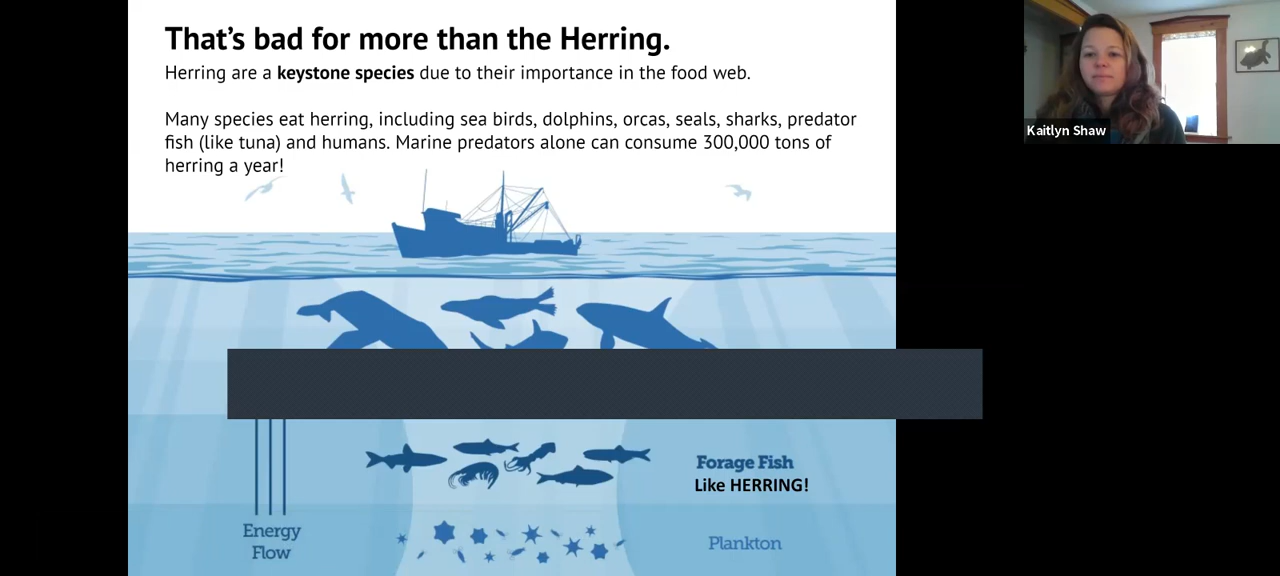 That's bad for more than the Herring.
Herring are a keystone species due to their importance in the food web.
Many species eat herring, including sea birds, dolphins, orcas, seals, sharks, predator
fish (like tuna) and humans. Marine predators alone can consume 300,000 tons of
herring a year!
Kaitlyn Shaw
Forage Fish
Like HERRING!
Energy
Flow
Plankton